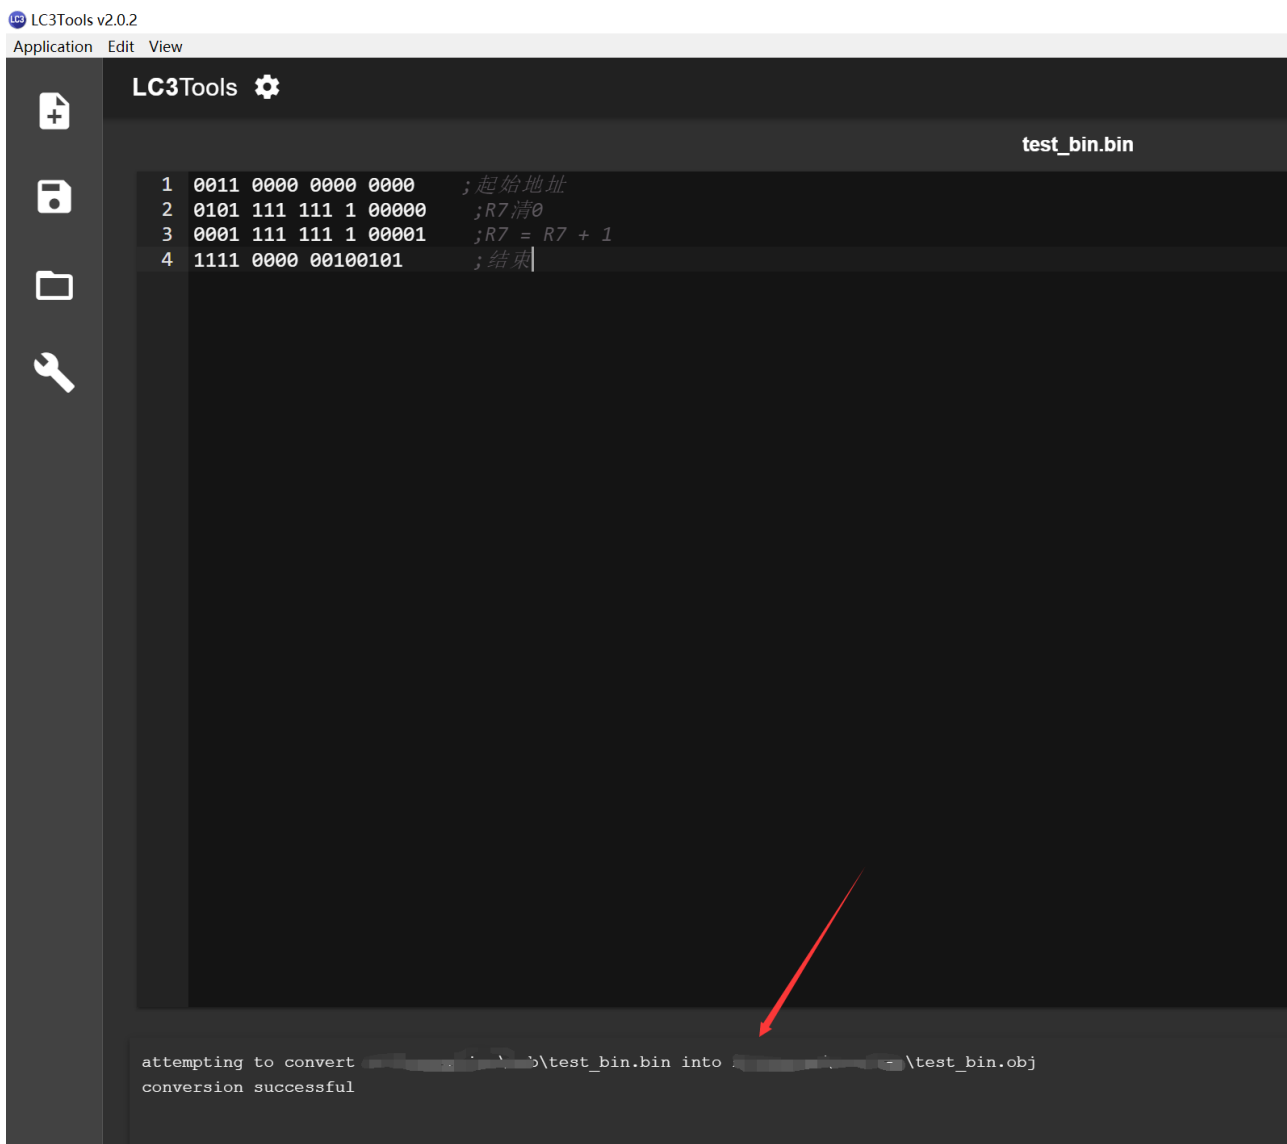 LC3 LC3Tools v2.0.2
Application Edit View
LC3Tools
test_bin.bin
1 0011 0000 0000 0000 ;起始地址
2 0101 111 111 1 00000 ;R7清0
3 0001 111 111 1 00001 ;R7 = R7 + 1
4 1111 0000 00100101 ;结束
attempting to convert b\test_bin.bin into \test_bin.obj
conversion successful